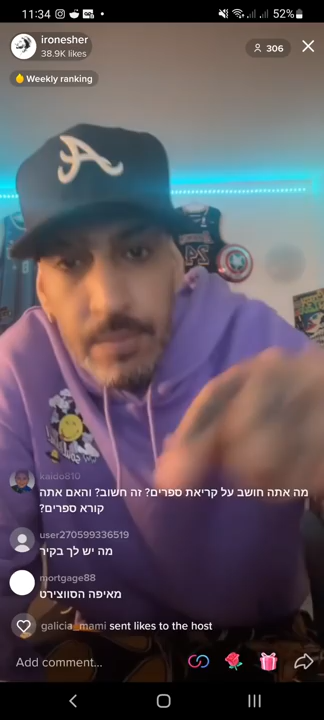 11:34
52%
ironesher
38.9K likes
306
Weekly ranking
A
kaido810
מה אתה חושב על קריאת ספרים? זה חשוב? והאם אתה
קורא ספרים?
user270599336519
מה יש לך בקיר
mortgage88
מאיפה הסווצירט
galicia_mami sent likes to the host
Add comment...